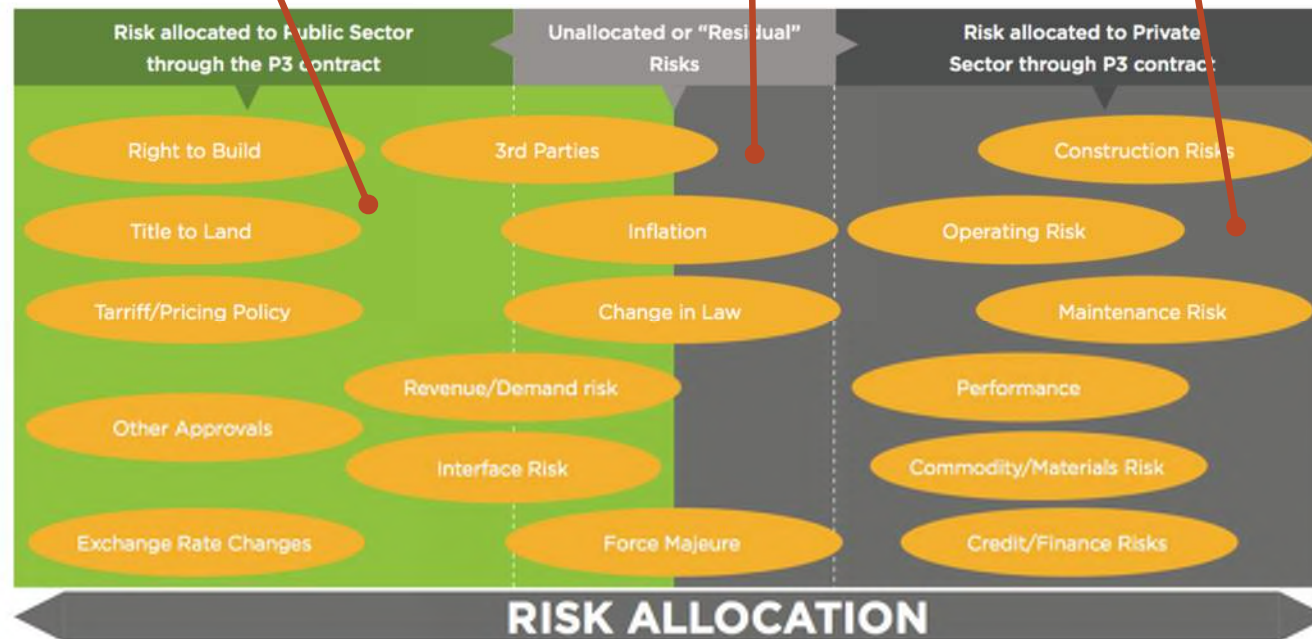 Risk allocated to Public Sector
through the P3 contract
Unallocated or “Residual”
Risks
Risk allocated to Private
Sector through P3 contract
Right to Build
3rd Parties
Construction Risks
Title to Land
Inflation
Operating Risk
Tarriff/Pricing Policy
Change in Law
Maintenance Risk
Revenue/Demand risk
Performance
Other Approvals
Interface Risk
Commodity/Materials Risk
Exchange Rate Changes
Force Majeure
Credit/Finance Risks
RISK ALLOCATION